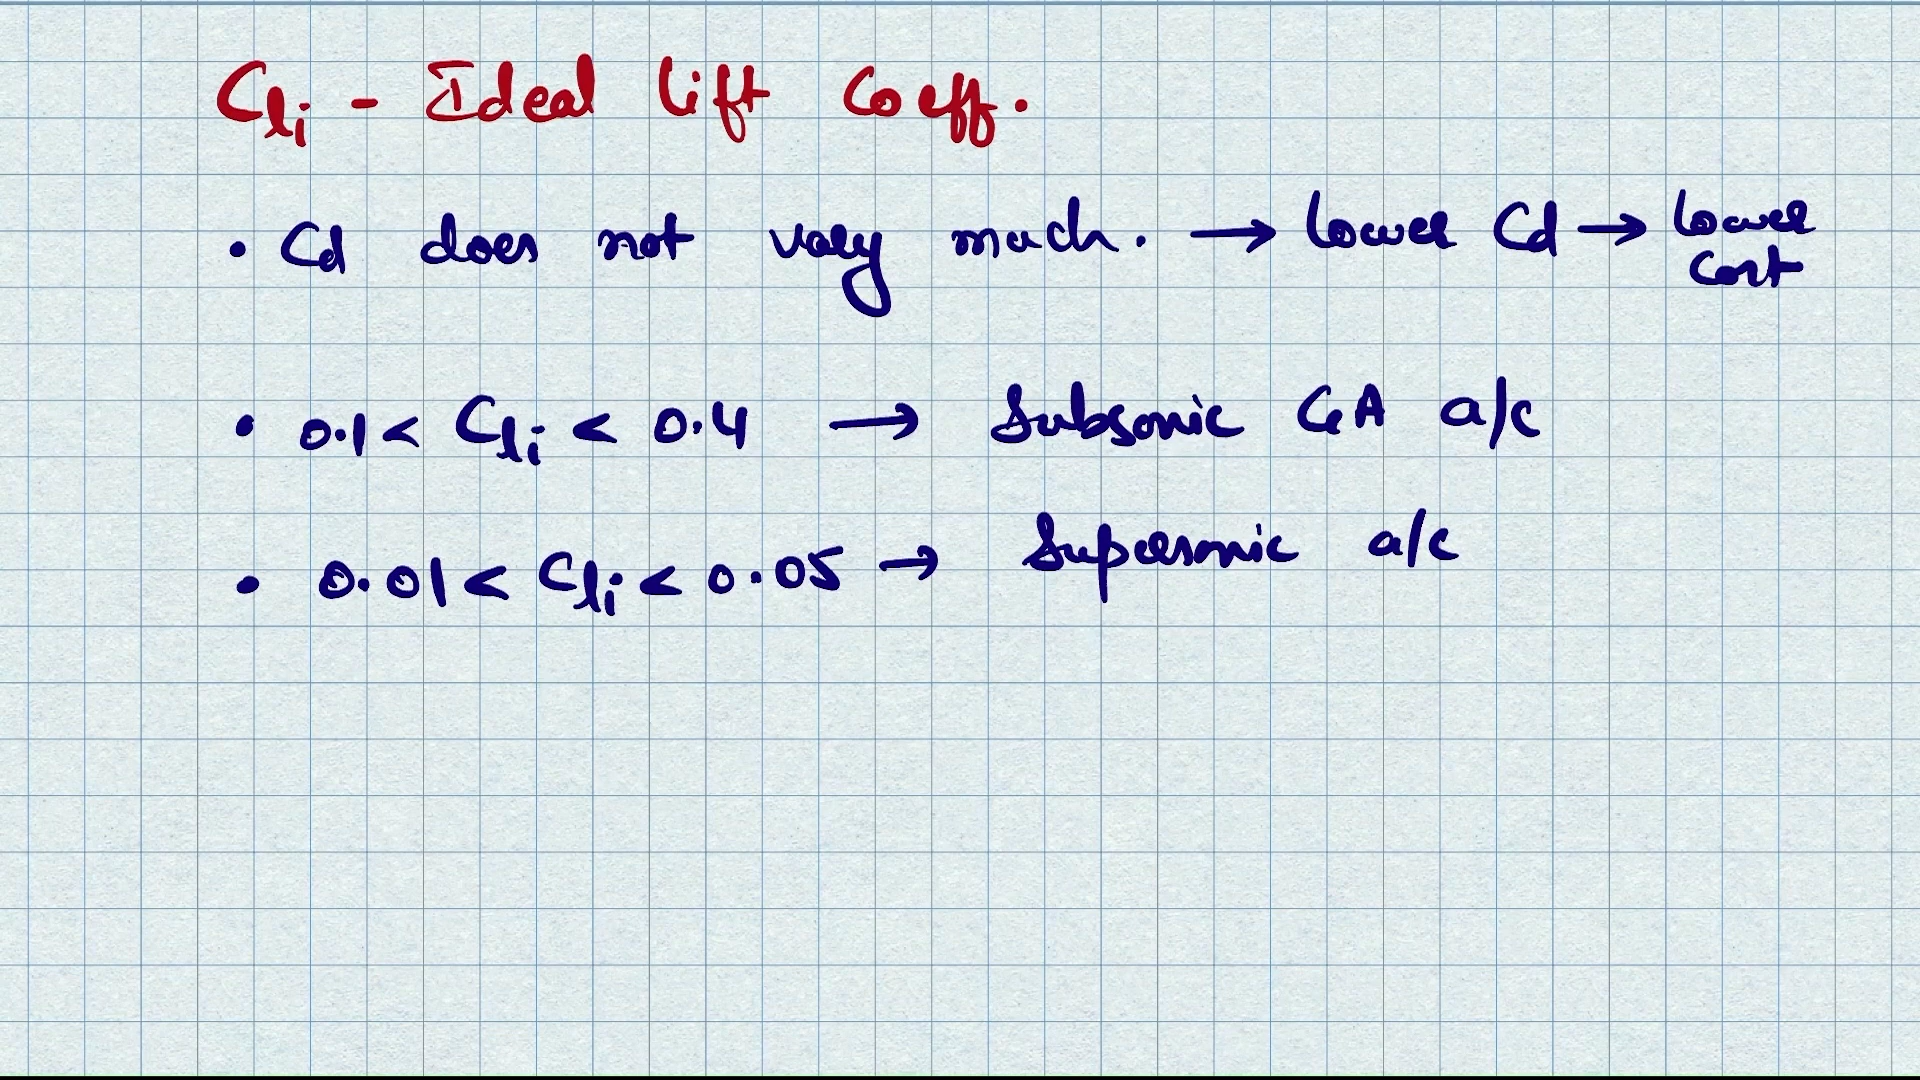 Cli - Ideal lift Coeff.
• Cd does not vary much. → lower Cd → lower cost
• 0.1 < Cli < 0.4 → Subsonic GA a/c
• 0.01 < Cli < 0.05 → Supersonic a/c